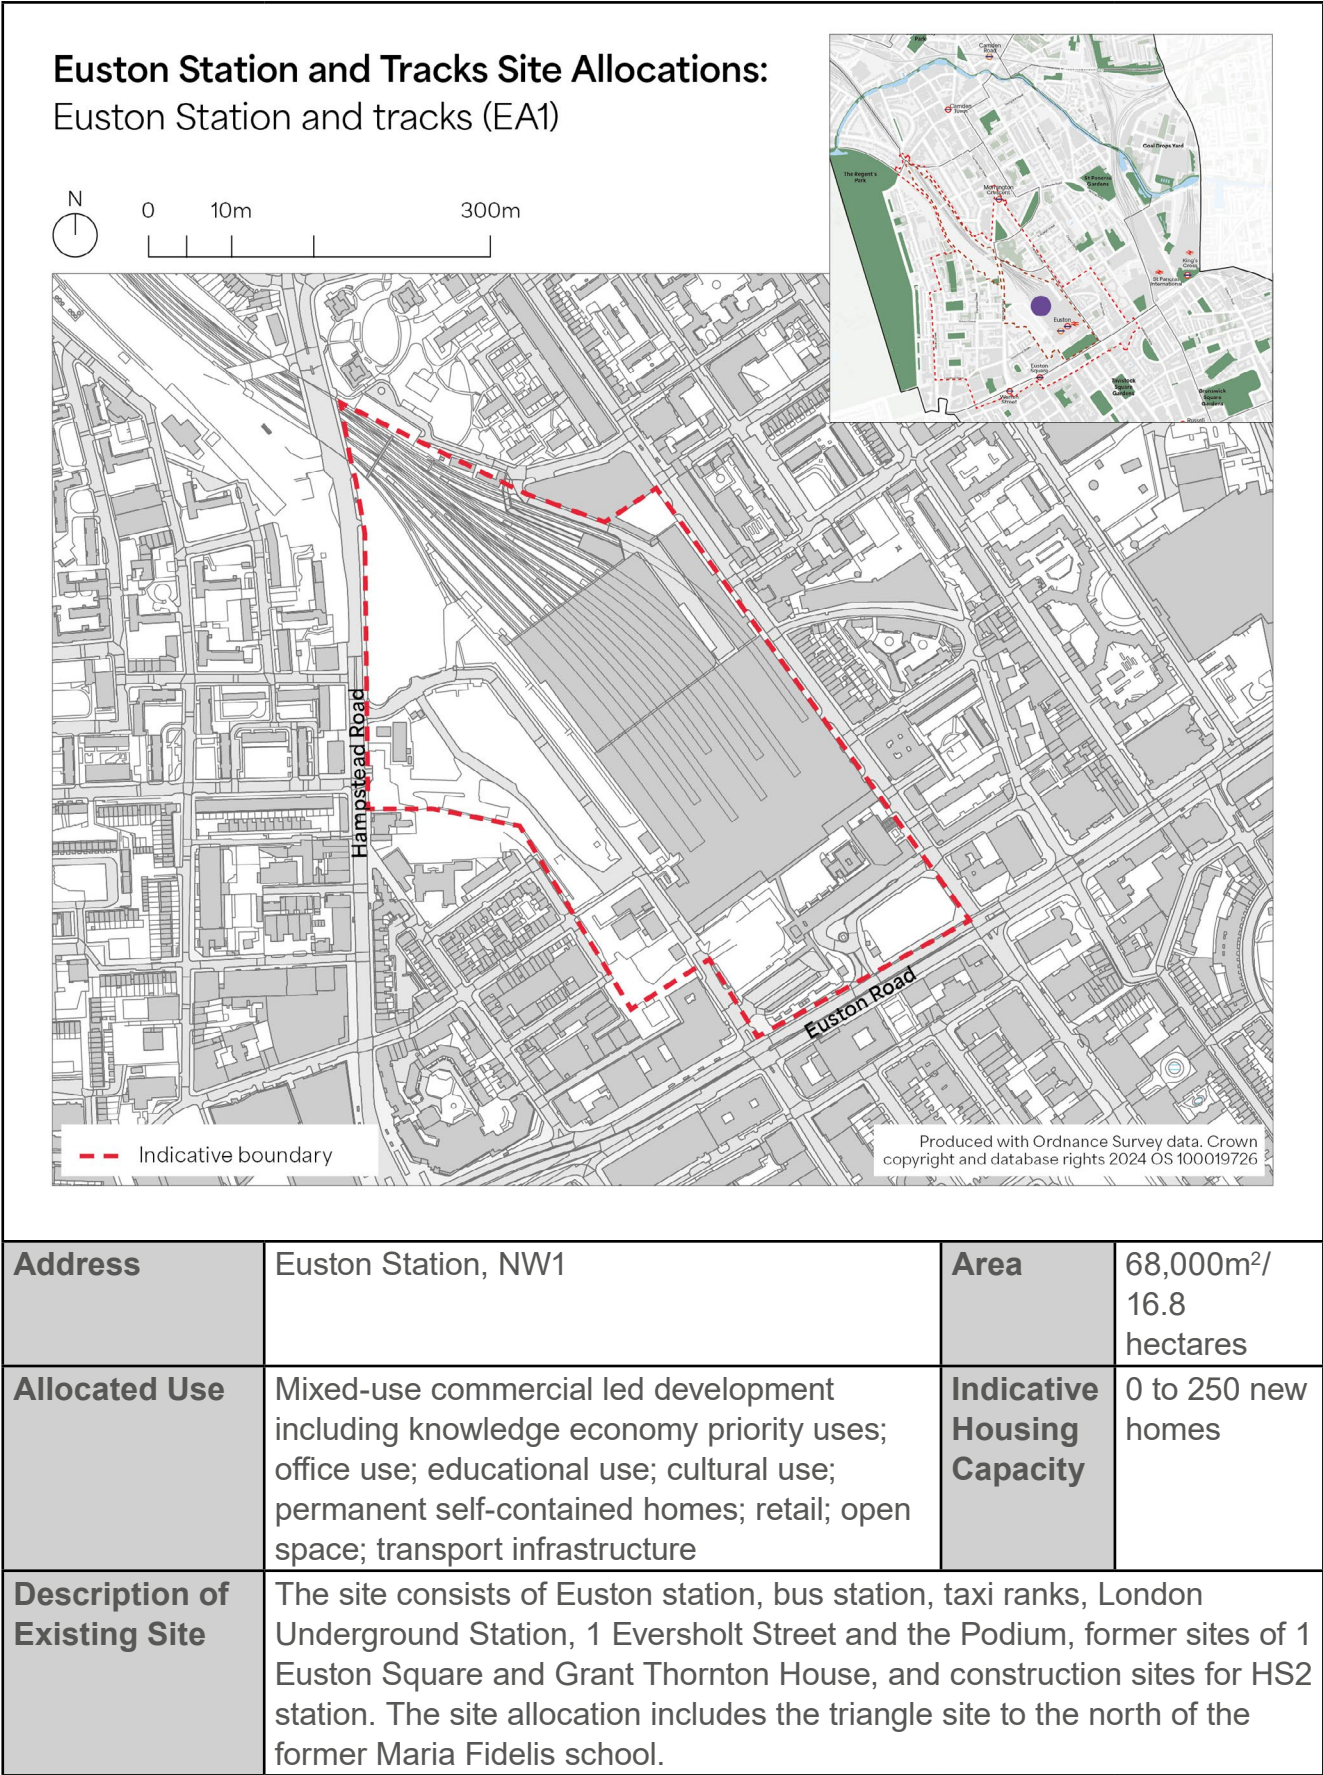 Euston Station and Tracks Site Allocations:
Euston Station and tracks (EA1)
N
0 10m 300m
Park
Camden
Road
Camden
Town
Coal Drops Yard
The Regent's
Park
St Pancras
Gardens
Mornington
Crescent
King's
Cross
St Pancras
International
Euston
Euston
Square
Warren
Street
Tavistock
Square
Gardens
Brunswick
Square
Gardens
Russell
Hampstead Road
Euston Road
Indicative boundary
Produced with Ordnance Survey data. Crown
copyright and database rights 2024 OS 100019726
Address
Euston Station, NW1
Area
68,000m²/
16.8
hectares
Allocated Use
Mixed-use commercial led development
including knowledge economy priority uses;
office use; educational use; cultural use;
permanent self-contained homes; retail; open
space; transport infrastructure
Indicative
Housing
Capacity
0 to 250 new
homes
Description of
Existing Site
The site consists of Euston station, bus station, taxi ranks, London
Underground Station, 1 Eversholt Street and the Podium, former sites of 1
Euston Square and Grant Thornton House, and construction sites for HS2
station. The site allocation includes the triangle site to the north of the
former Maria Fidelis school.